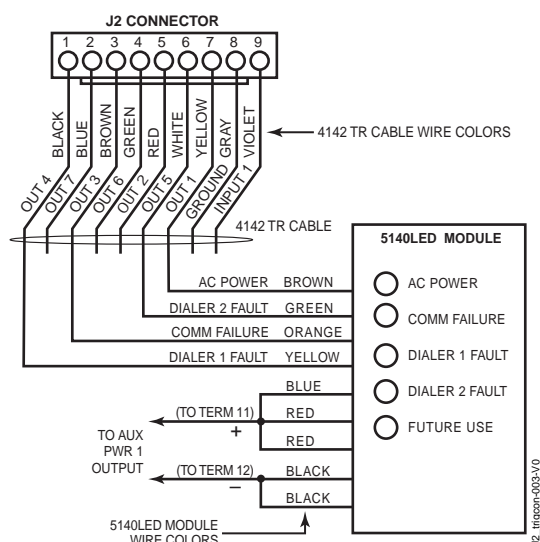 J2 CONNECTOR
1 2 3 4 5 6 7 8 9
BLACK
BLUE
BROWN
GREEN
RED
WHITE
YELLOW
GRAY
VIOLET
4142 TR CABLE WIRE COLORS
OUT 4
OUT 7
OUT 3
OUT 6
OUT 2
OUT 5
OUT 1
GROUND
INPUT 1
4142 TR CABLE
5140LED MODULE
AC POWER BROWN
DIALER 2 FAULT GREEN
COMM FAILURE ORANGE
DIALER 1 FAULT YELLOW
AC POWER
COMM FAILURE
DIALER 1 FAULT
DIALER 2 FAULT
FUTURE USE
BLUE
(TO TERM 11) RED
+
RED
TO AUX
PWR 1
OUTPUT
(TO TERM 12) BLACK
–
BLACK
5140LED MODULE
WIRE COLORS
J2_trigcon-003-V0